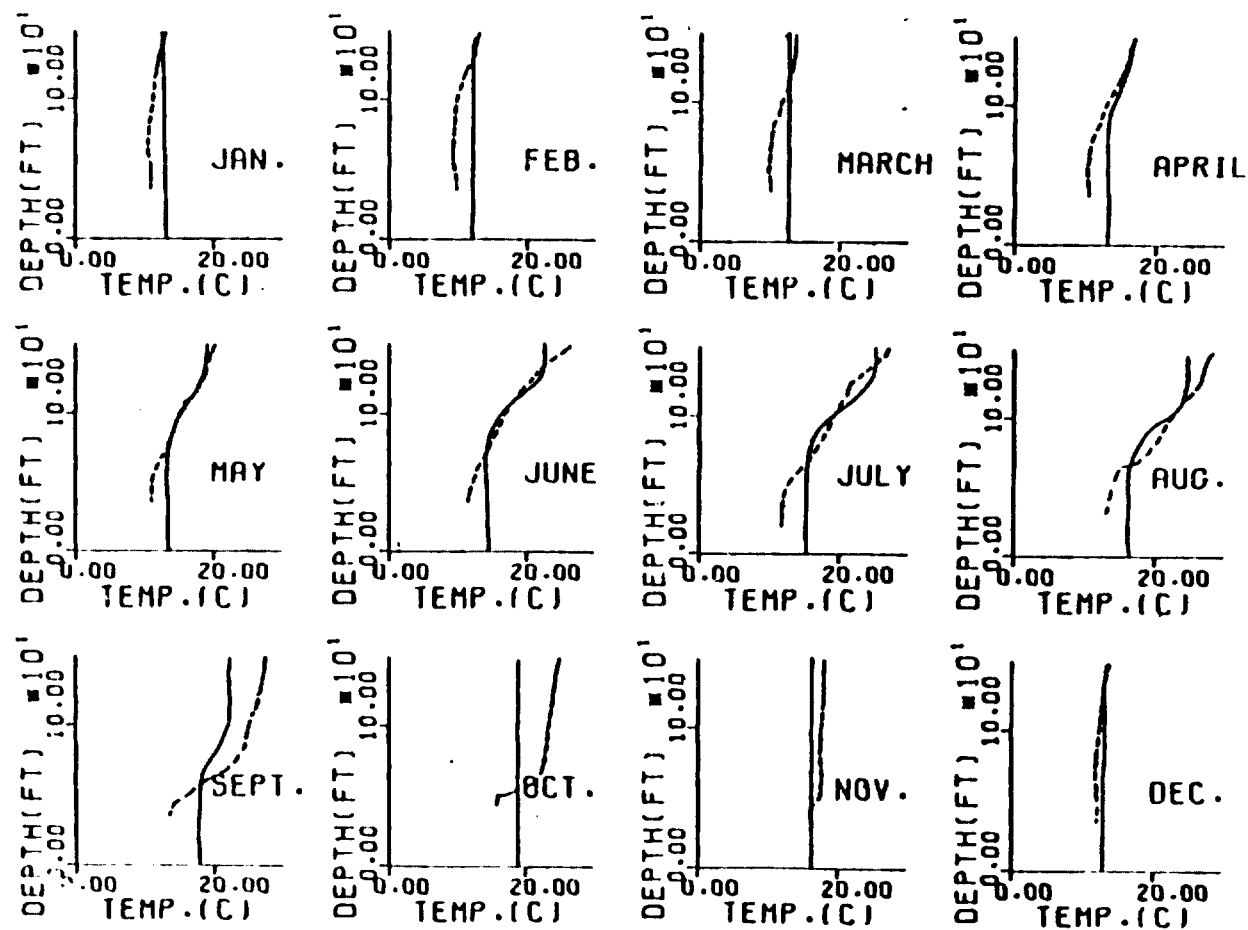 DEPTH(FT) *10¹
10.00
0.00
JAN.
0.00 20.00
TEMP.(C)
DEPTH(FT) *10¹
10.00
0.00
FEB.
0.00 20.00
TEMP.(C)
DEPTH(FT) *10¹
10.00
0.00
MARCH
0.00 20.00
TEMP.(C)
DEPTH(FT) *10¹
10.00
0.00
APRIL
0.00 20.00
TEMP.(C)
DEPTH(FT) *10¹
10.00
0.00
MAY
0.00 20.00
TEMP.(C)
DEPTH(FT) *10¹
10.00
0.00
JUNE
0.00 20.00
TEMP.(C)
DEPTH(FT) *10¹
10.00
0.00
JULY
0.00 20.00
TEMP.(C)
DEPTH(FT) *10¹
10.00
0.00
AUG.
0.00 20.00
TEMP.(C)
DEPTH(FT) *10¹
10.00
0.00
SEPT.
0.00 20.00
TEMP.(C)
DEPTH(FT) *10¹
10.00
0.00
OCT.
0.00 20.00
TEMP.(C)
DEPTH(FT) *10¹
10.00
0.00
NOV.
0.00 20.00
TEMP.(C)
DEPTH(FT) *10¹
10.00
0.00
DEC.
0.00 20.00
TEMP.(C)